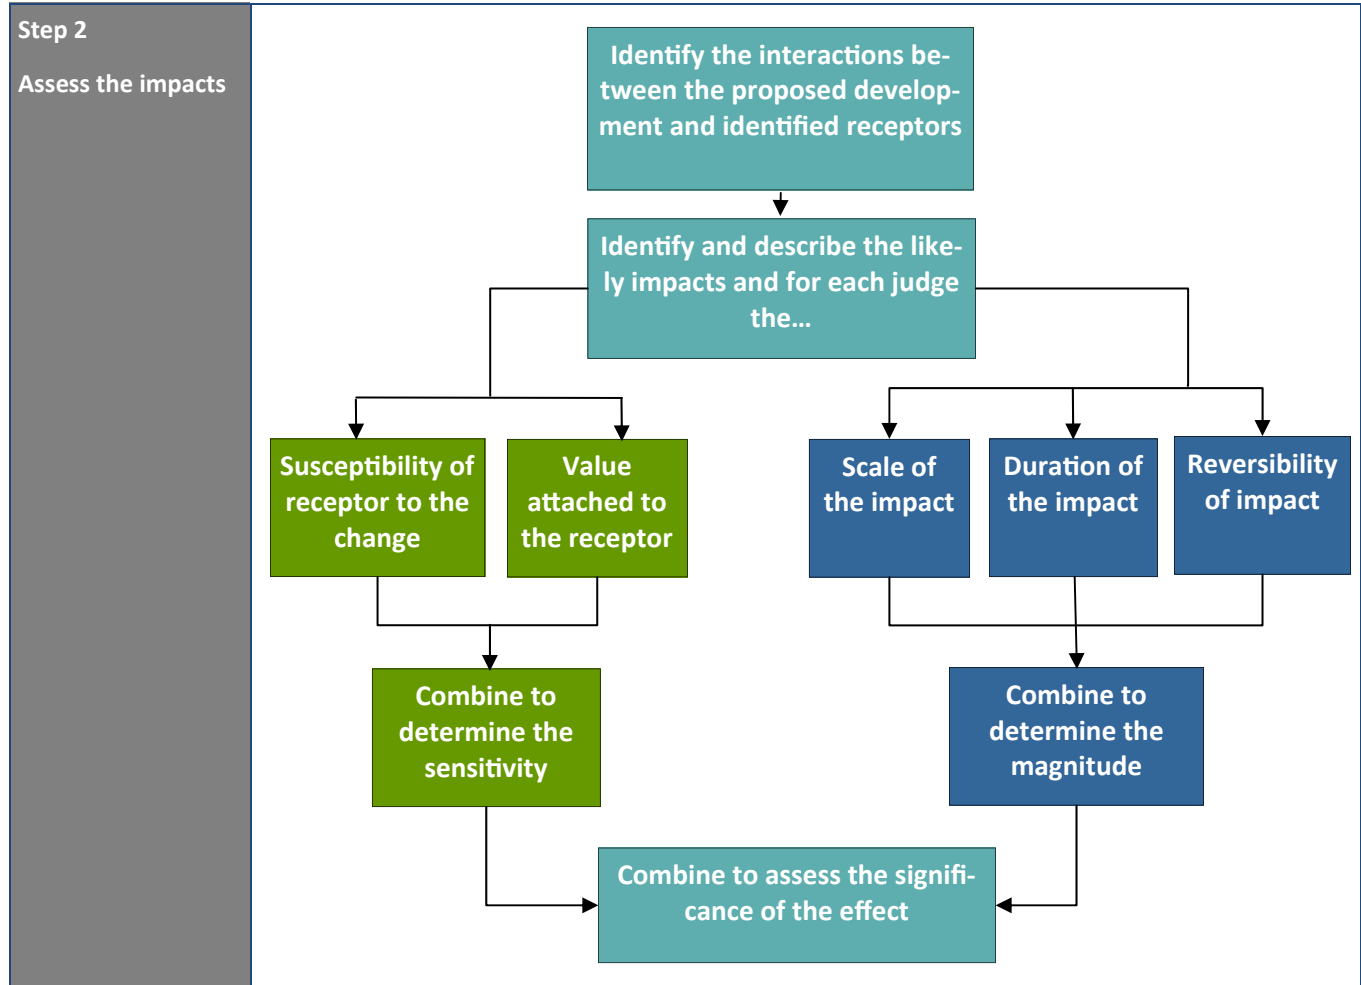 Step 2
Assess the impacts
Identify the interactions be-
tween the proposed develop-
ment and identified receptors
Identify and describe the like-
ly impacts and for each judge
the...
Susceptibility of
receptor to the
change
Value
attached to
the receptor
Scale of
the impact
Duration of
the impact
Reversibility
of impact
Combine to
determine the
sensitivity
Combine to
determine the
magnitude
Combine to assess the signifi-
cance of the effect